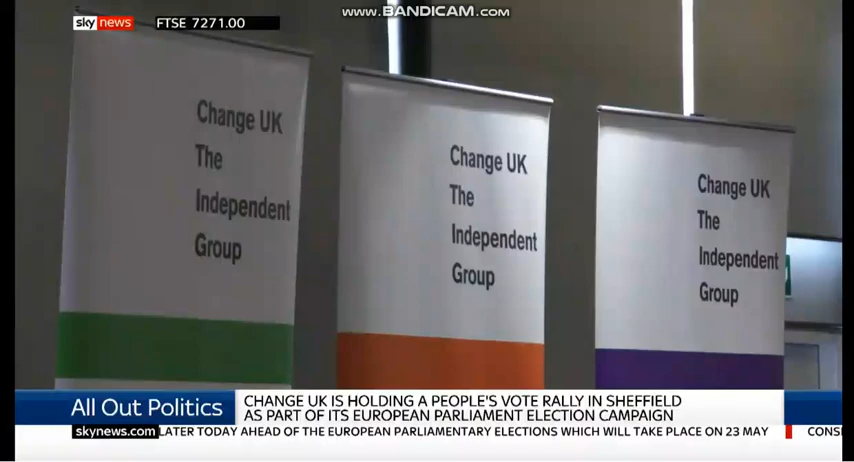 www.BANDICAM.com
sky news
FTSE 7271.00
Change UK
The
Independent
Group
Change UK
The
Independent
Group
Change UK
The
Independent
Group
All Out Politics
CHANGE UK IS HOLDING A PEOPLE'S VOTE RALLY IN SHEFFIELD
AS PART OF ITS EUROPEAN PARLIAMENT ELECTION CAMPAIGN
skynews.com
LATER TODAY AHEAD OF THE EUROPEAN PARLIAMENTARY ELECTIONS WHICH WILL TAKE PLACE ON 23 MAY
CONS